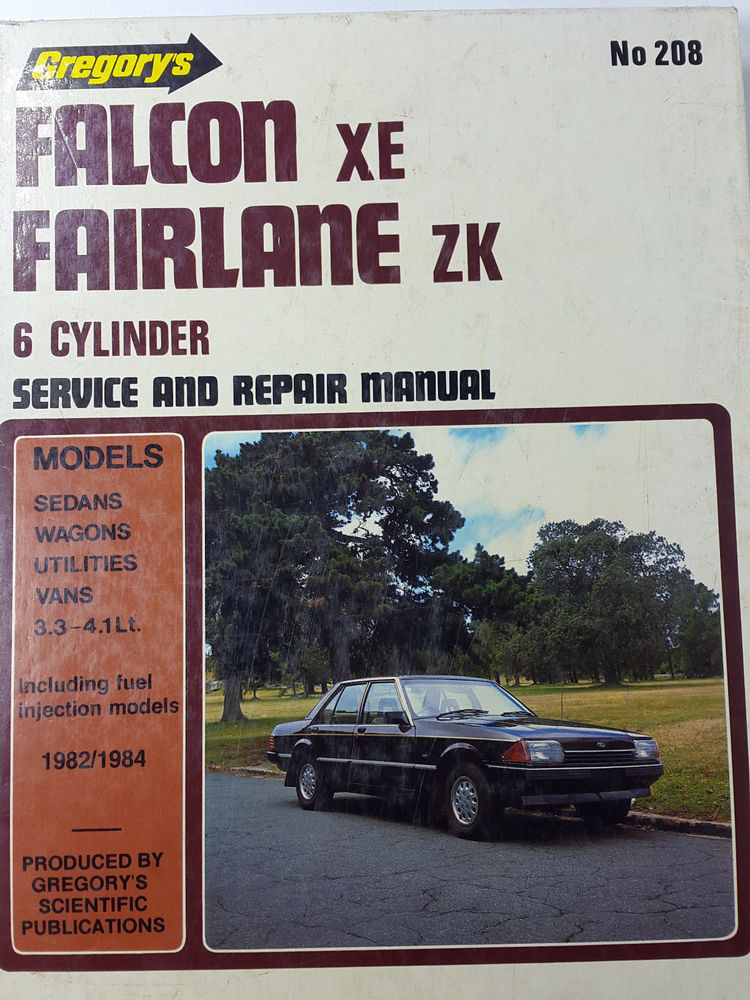 Gregory's
No 208
FALCON XE
FAIRLANE ZK
6 CYLINDER
SERVICE AND REPAIR MANUAL
MODELS
SEDANS
WAGONS
UTILITIES
VANS
3.3-4.1Lt.
Including fuel
injection models
1982/1984
PRODUCED BY
GREGORY'S
SCIENTIFIC
PUBLICATIONS